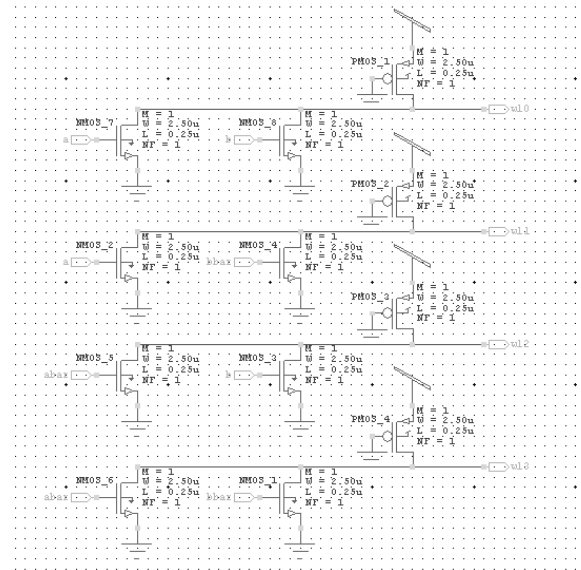 PMOS_1
M = 1
W = 2.50u
L = 0.25u
NF = 1
wl0
NMOS_7
M = 1
W = 2.50u
L = 0.25u
NF = 1
a
NMOS_8
M = 1
W = 2.50u
L = 0.25u
NF = 1
b
PMOS_2
M = 1
W = 2.50u
L = 0.25u
NF = 1
wl1
NMOS_2
M = 1
W = 2.50u
L = 0.25u
NF = 1
a
NMOS_4
M = 1
W = 2.50u
L = 0.25u
NF = 1
bbar
PMOS_3
M = 1
W = 2.50u
L = 0.25u
NF = 1
wl2
NMOS_5
M = 1
W = 2.50u
L = 0.25u
NF = 1
abar
NMOS_3
M = 1
W = 2.50u
L = 0.25u
NF = 1
b
PMOS_4
M = 1
W = 2.50u
L = 0.25u
NF = 1
wl3
NMOS_6
M = 1
W = 2.50u
L = 0.25u
NF = 1
abar
NMOS_1
M = 1
W = 2.50u
L = 0.25u
NF = 1
bbar